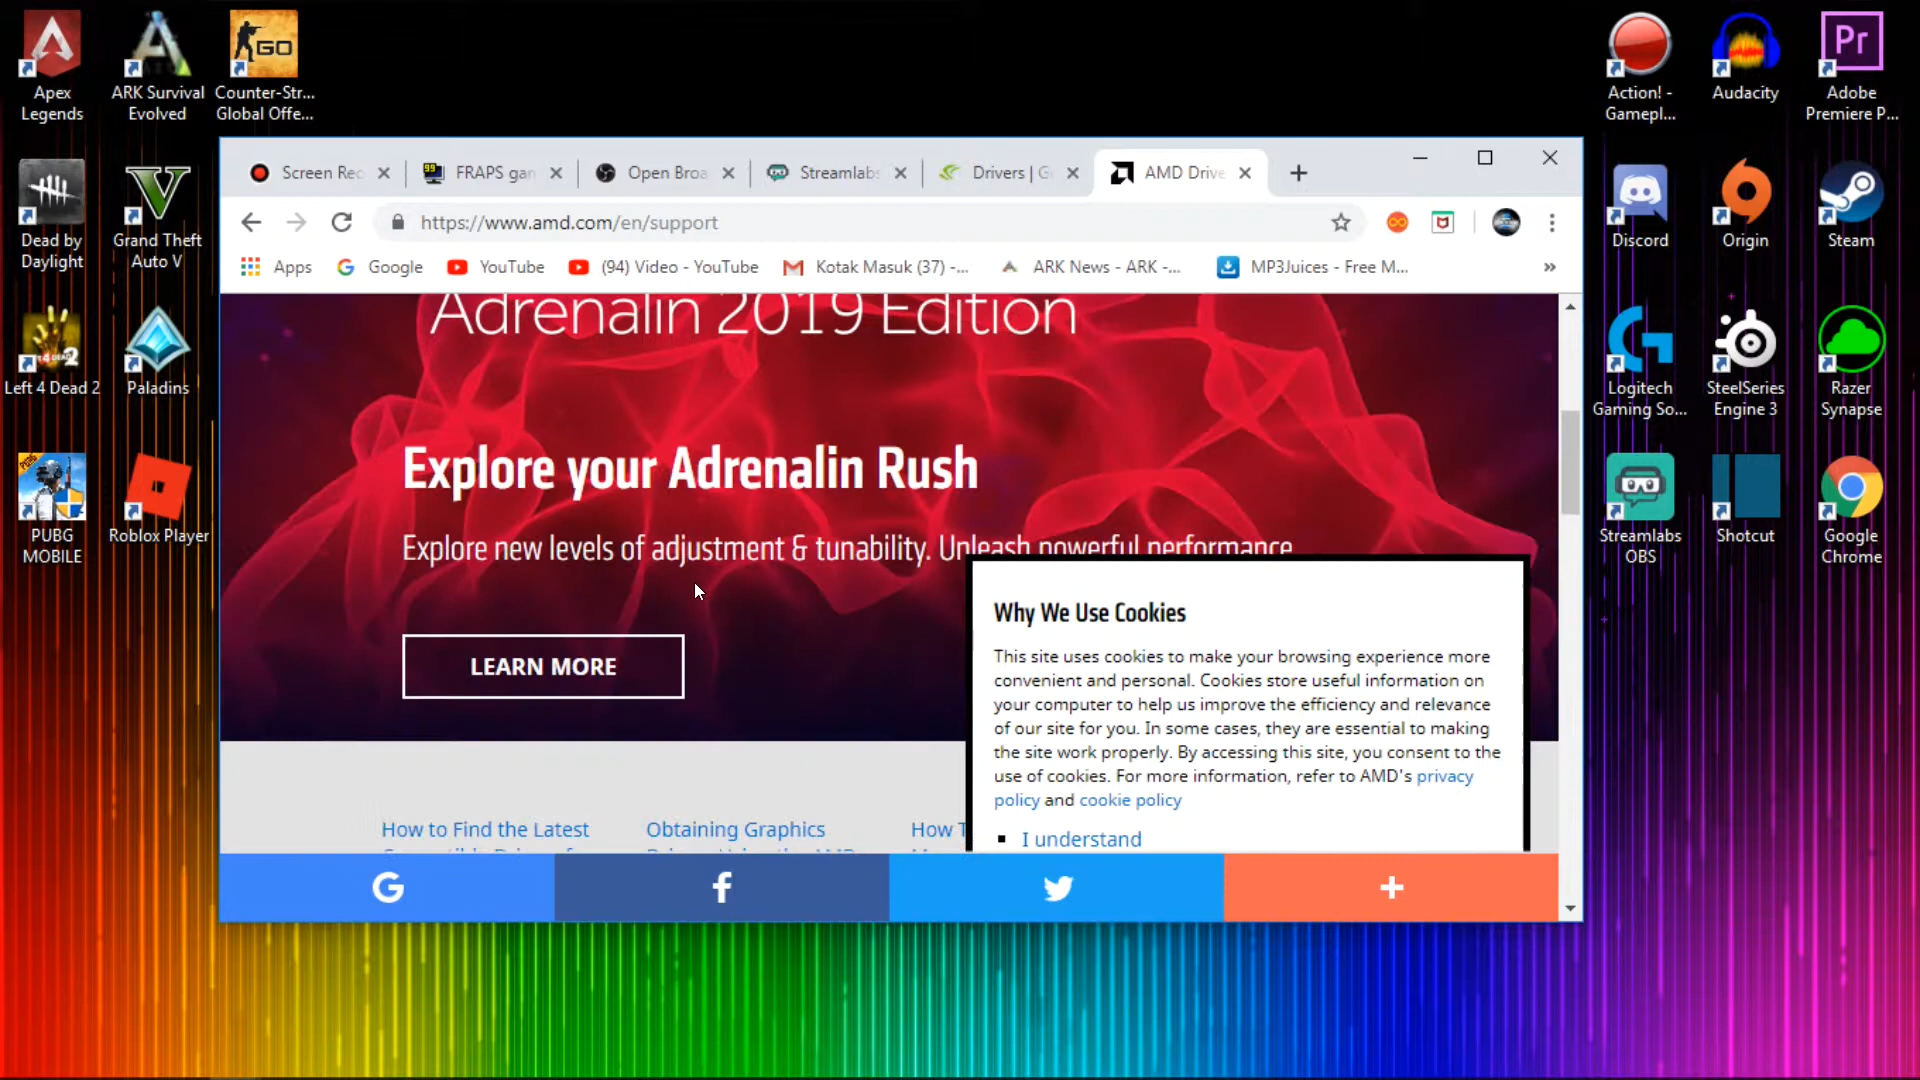 Apex
Legends
ARK Survival
Evolved
GO
Counter-Str...
Global Offe...
Action! -
Gamepl...
Audacity
Pr
Adobe
Premiere P...
Screen Rec
99
FRAPS gan
Open Broa
Streamlabs
Drivers | G
AMD Drive
https://www.amd.com/en/support
Apps
Google
YouTube
(94) Video - YouTube
Kotak Masuk (37) -...
ARK News - ARK -...
MP3Juices - Free M...
»
Dead by
Daylight
Grand Theft
Auto V
Discord
Origin
Steam
Adrenalin 2019 Edition
Explore your Adrenalin Rush
Explore new levels of adjustment & tunability. Unleash powerful performance
LEARN MORE
Why We Use Cookies
This site uses cookies to make your browsing experience more
convenient and personal. Cookies store useful information on
your computer to help us improve the efficiency and relevance
of our site for you. In some cases, they are essential to making
the site work properly. By accessing this site, you consent to the
use of cookies. For more information, refer to AMD's privacy
policy and cookie policy
I understand
How to Find the Latest
Obtaining Graphics
How T
Left 4 Dead 2
Paladins
Logitech
Gaming So...
SteelSeries
Engine 3
Razer
Synapse
PUBG
PUBG
MOBILE
Roblox Player
Streamlabs
OBS
Shotcut
Google
Chrome